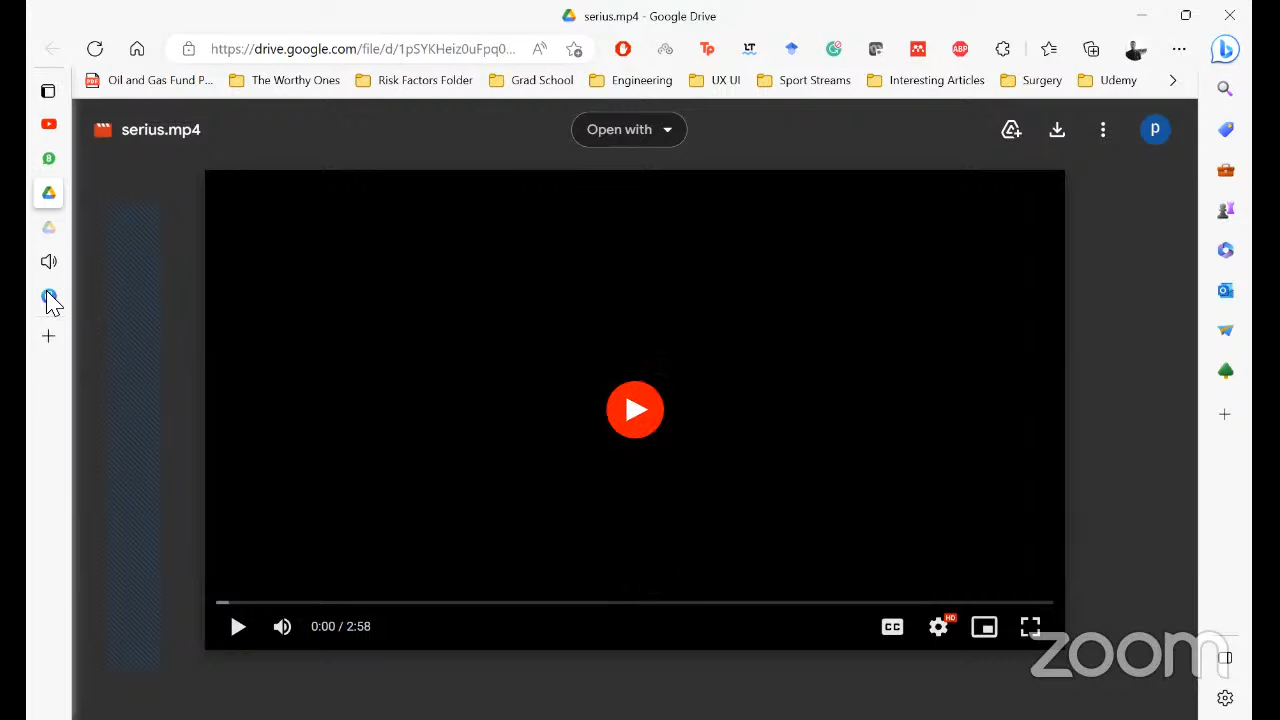 serius.mp4 - Google Drive
https://drive.google.com/file/d/1pSYKHeiz0uFpq0...
Oil and Gas Fund P... The Worthy Ones Risk Factors Folder Grad School Engineering UX UI Sport Streams Interesting Articles Surgery Udemy
serius.mp4 Open with p
0:00 / 2:58 CC HD
zoom